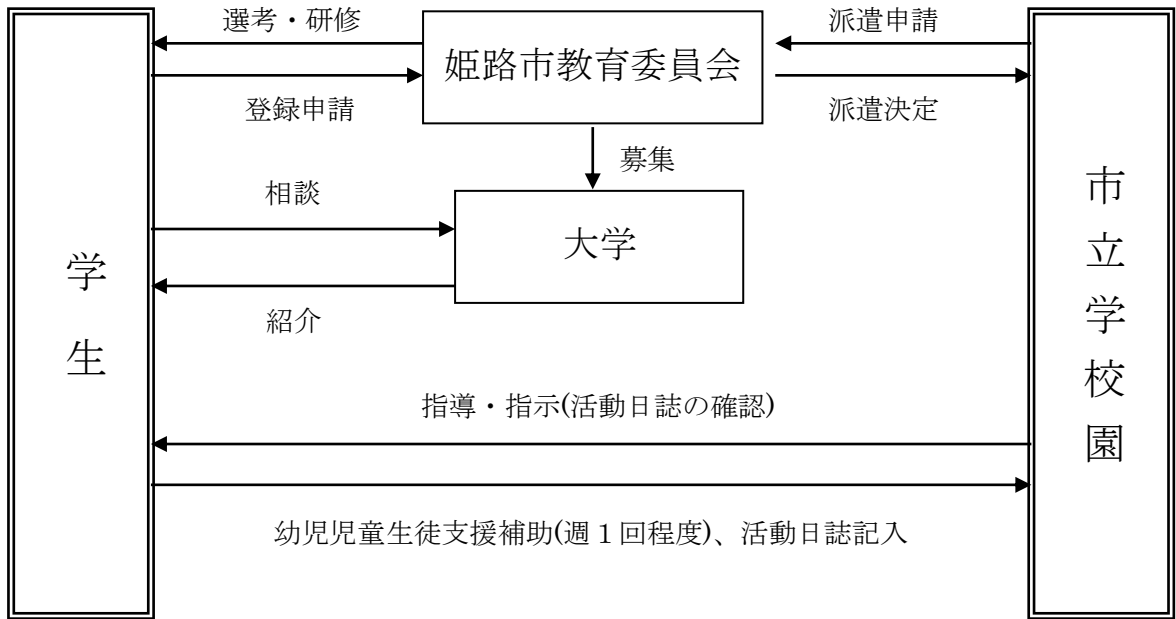 選考・研修
派遣申請
姫路市教育委員会
登録申請
派遣決定
募集
相談
大学
紹介
学生
市立学校園
指導・指示(活動日誌の確認)
幼児児童生徒支援補助(週１回程度)、活動日誌記入